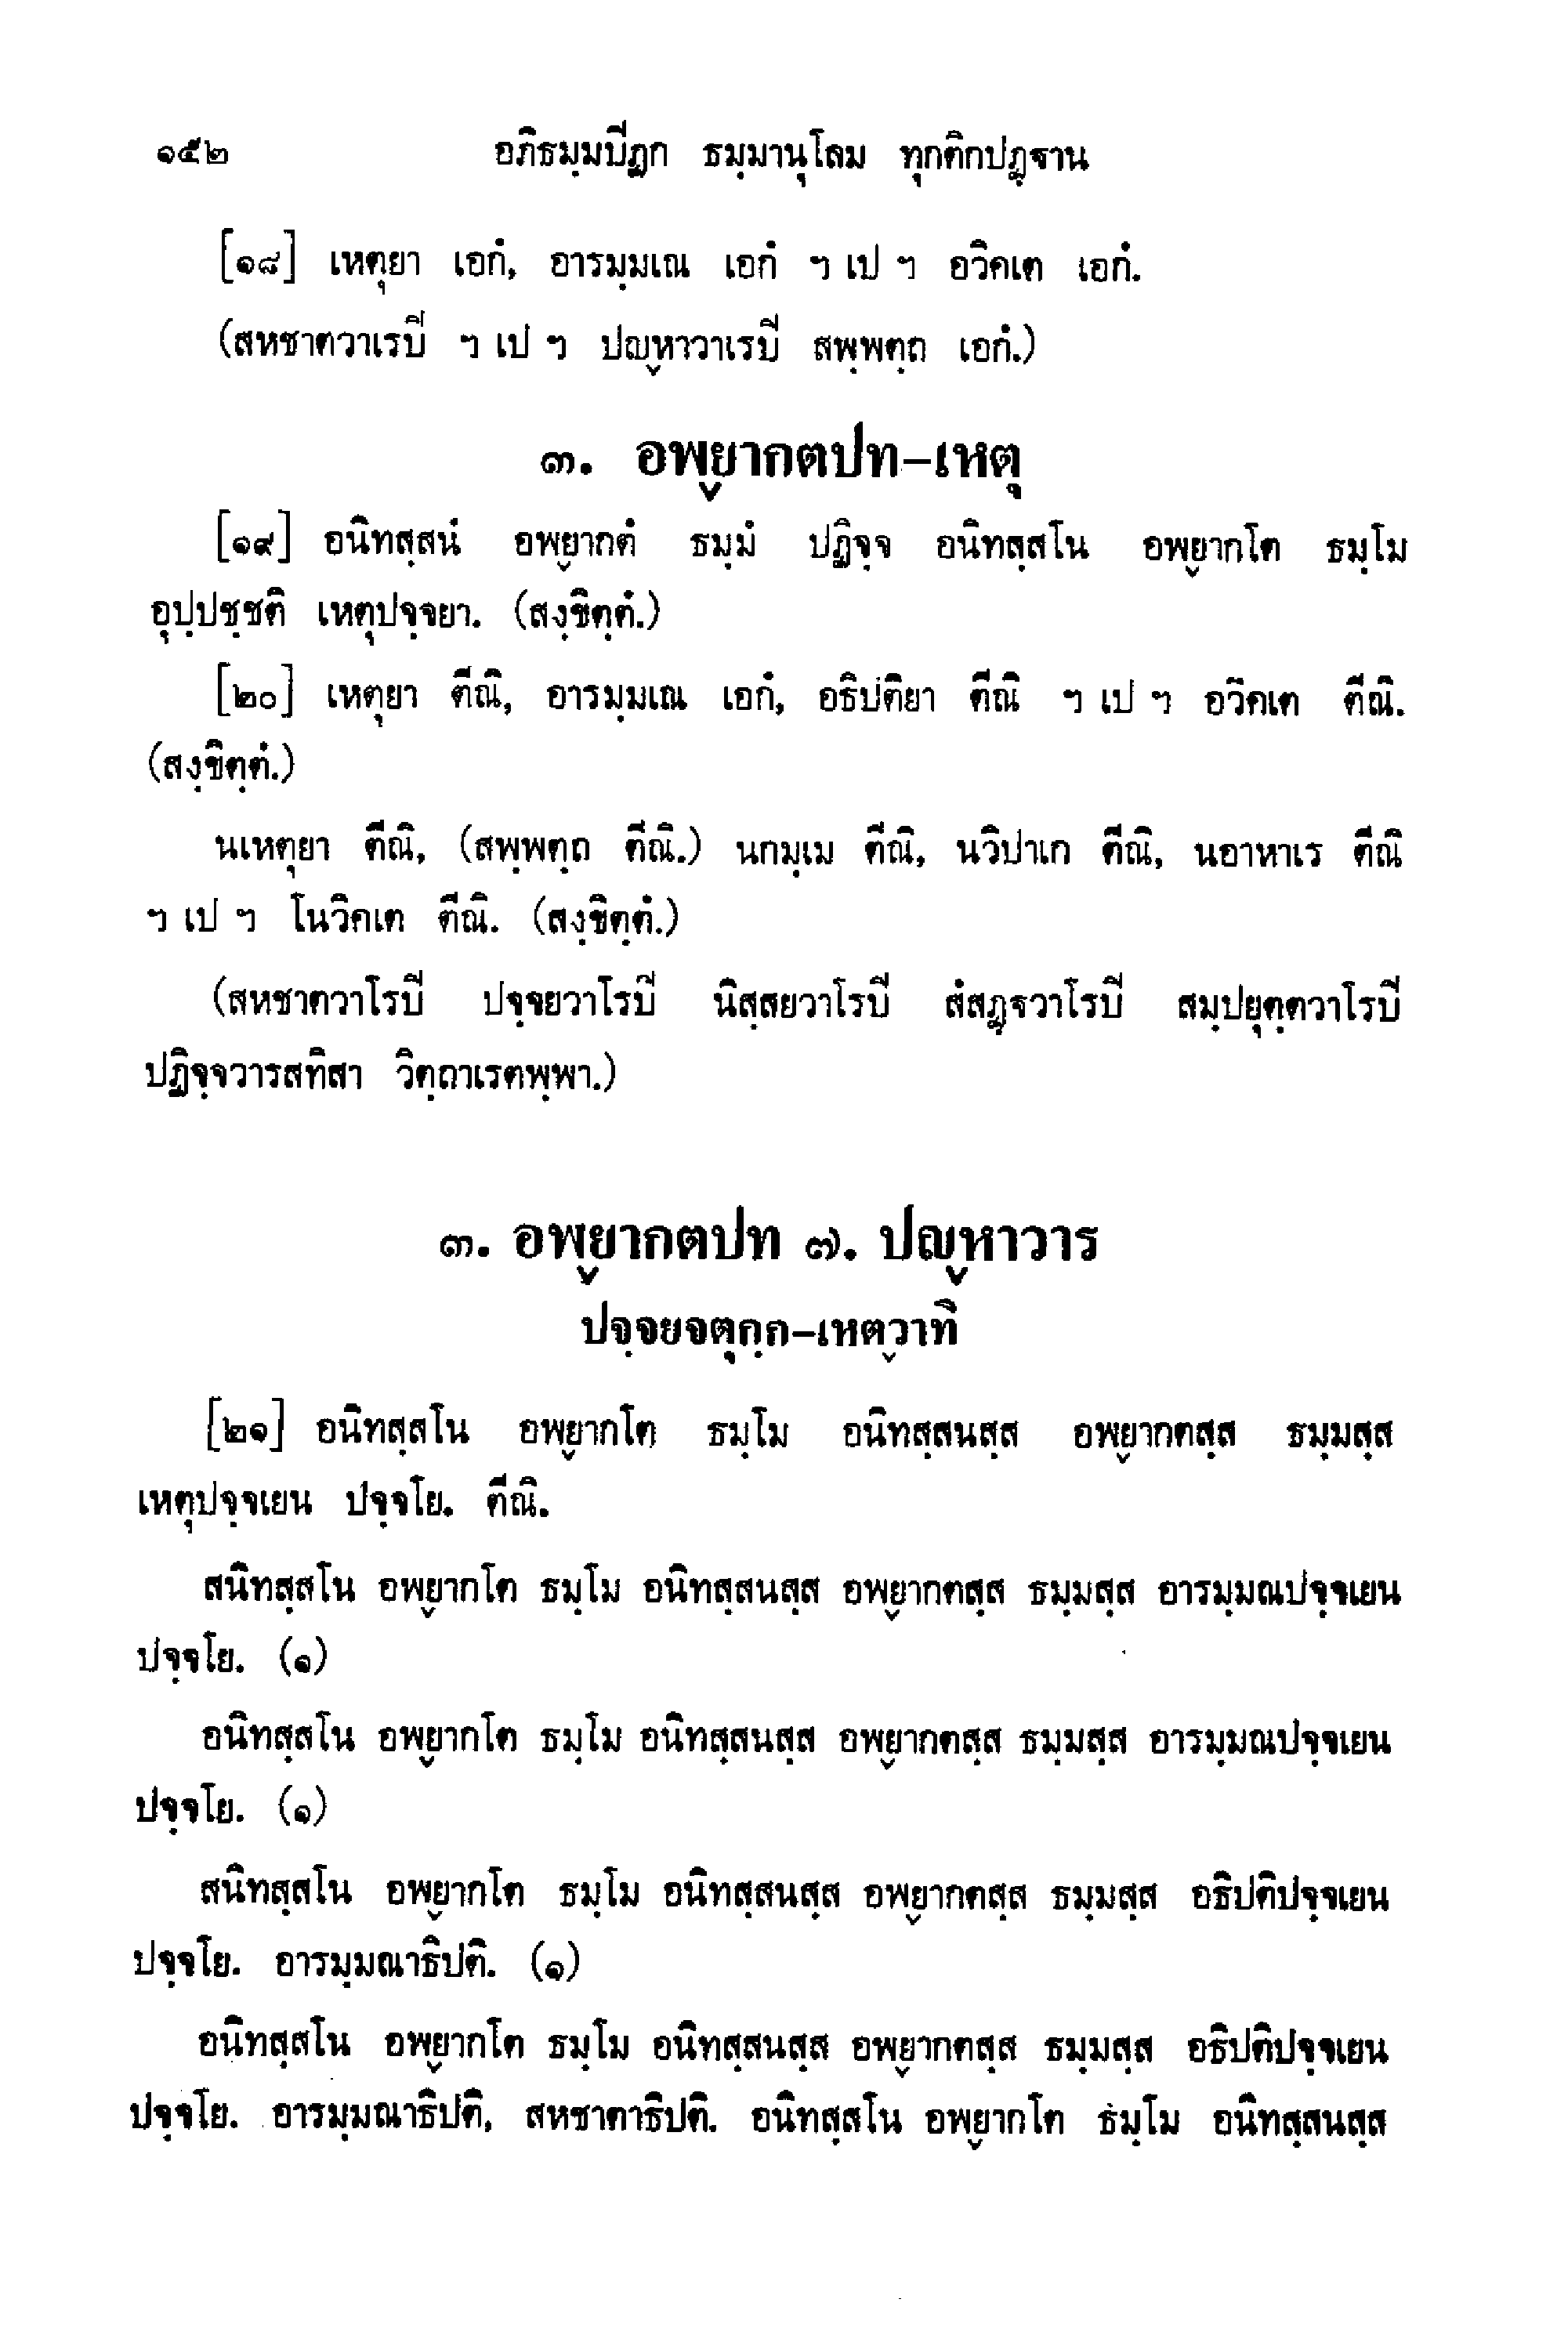 ๑๕๒ อภิธมฺมปิฏก ธมฺมานุโลม ทุกติกปฏฺฐาน
[๑๘] เหตุยา เอกํ, อารมฺมเณ เอกํ ฯ เป ฯ อวิคเต เอกํ.
(สหชาตวาเรปิ ฯ เป ฯ ปญฺหาวาเรปิ สพฺพตฺถ เอกํ.)
๓. อพฺยากตปท-เหตุ
[๑๙] อนิทสฺสนํ อพฺยากตํ ธมฺมํ ปฏิจฺจ อนิทสฺสโน อพฺยากโต ธมฺโม
อุปฺปชฺชติ เหตุปจฺจยา. (สงฺขิตฺตํ.)
[๒๐] เหตุยา ตีณิ, อารมฺมเณ เอกํ, อธิปติยา ตีณิ ฯ เป ฯ อวิคเต ตีณิ.
(สงฺขิตฺตํ.)
นเหตุยา ตีณิ, (สพฺพตฺถ ตีณิ.) นกมฺเม ตีณิ, นวิปาเก ตีณิ, นอาหาเร ตีณิ
ฯ เป ฯ โนวิคเต ตีณิ. (สงฺขิตฺตํ.)
(สหชาตวาโรปิ ปจฺจยวาโรปิ นิสฺสยวาโรปิ สํสฏฺฐวาโรปิ สมฺปยุตฺตวาโรปิ
ปฏิจฺจวารสทิสา วิตฺถาเรตพฺพา.)
๓. อพฺยากตปท ๗. ปญฺหาวาร
ปจฺจยจตุกฺก-เหตฺวาทิ
[๒๑] อนิทสฺสโน อพฺยากโต ธมฺโม อนิทสฺสนสฺส อพฺยากตสฺส ธมฺมสฺส
เหตุปจฺจเยน ปจฺจโย. ตีณิ.
สนิทสฺสโน อพฺยากโต ธมฺโม อนิทสฺสนสฺส อพฺยากตสฺส ธมฺมสฺส อารมฺมณปจฺจเยน
ปจฺจโย. (๑)
อนิทสฺสโน อพฺยากโต ธมฺโม อนิทสฺสนสฺส อพฺยากตสฺส ธมฺมสฺส อารมฺมณปจฺจเยน
ปจฺจโย. (๑)
สนิทสฺสโน อพฺยากโต ธมฺโม อนิทสฺสนสฺส อพฺยากตสฺส ธมฺมสฺส อธิปติปจฺจเยน
ปจฺจโย. อารมฺมณาธิปติ. (๑)
อนิทสฺสโน อพฺยากโต ธมฺโม อนิทสฺสนสฺส อพฺยากตสฺส ธมฺมสฺส อธิปติปจฺจเยน
ปจฺจโย. อารมฺมณาธิปติ, สหชาตาธิปติ. อนิทสฺสโน อพฺยากโต ธมฺโม อนิทสฺสนสฺส